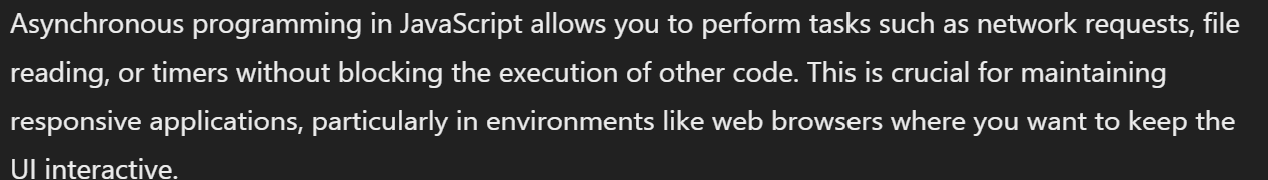 Asynchronous programming in JavaScript allows you to perform tasks such as network requests, file
reading, or timers without blocking the execution of other code. This is crucial for maintaining
responsive applications, particularly in environments like web browsers where you want to keep the
UI interactive.